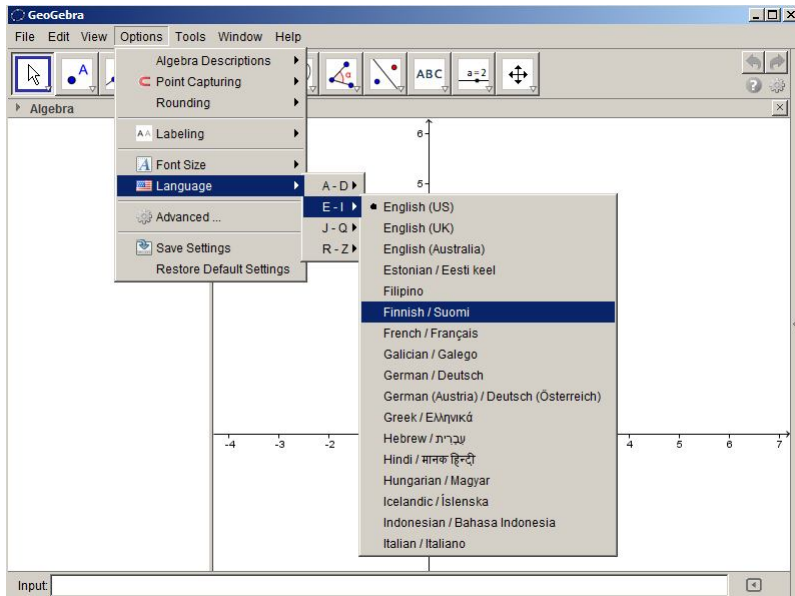 GeoGebra
File Edit View Options Tools Window Help
A ABC a=2
Algebra
Algebra Descriptions
Point Capturing
Rounding
AA Labeling
A Font Size
Language
Advanced ...
Save Settings
Restore Default Settings
A - D
E - I
J - Q
R - Z
English (US)
English (UK)
English (Australia)
Estonian / Eesti keel
Filipino
Finnish / Suomi
French / Français
Galician / Galego
German / Deutsch
German (Austria) / Deutsch (Österreich)
Greek / Ελληνικά
Hebrew / עִבְרִית
Hindi / मानक हिन्दी
Hungarian / Magyar
Icelandic / Íslenska
Indonesian / Bahasa Indonesia
Italian / Italiano
6
5
-4 -3 -2 4 5 6 7
Input: